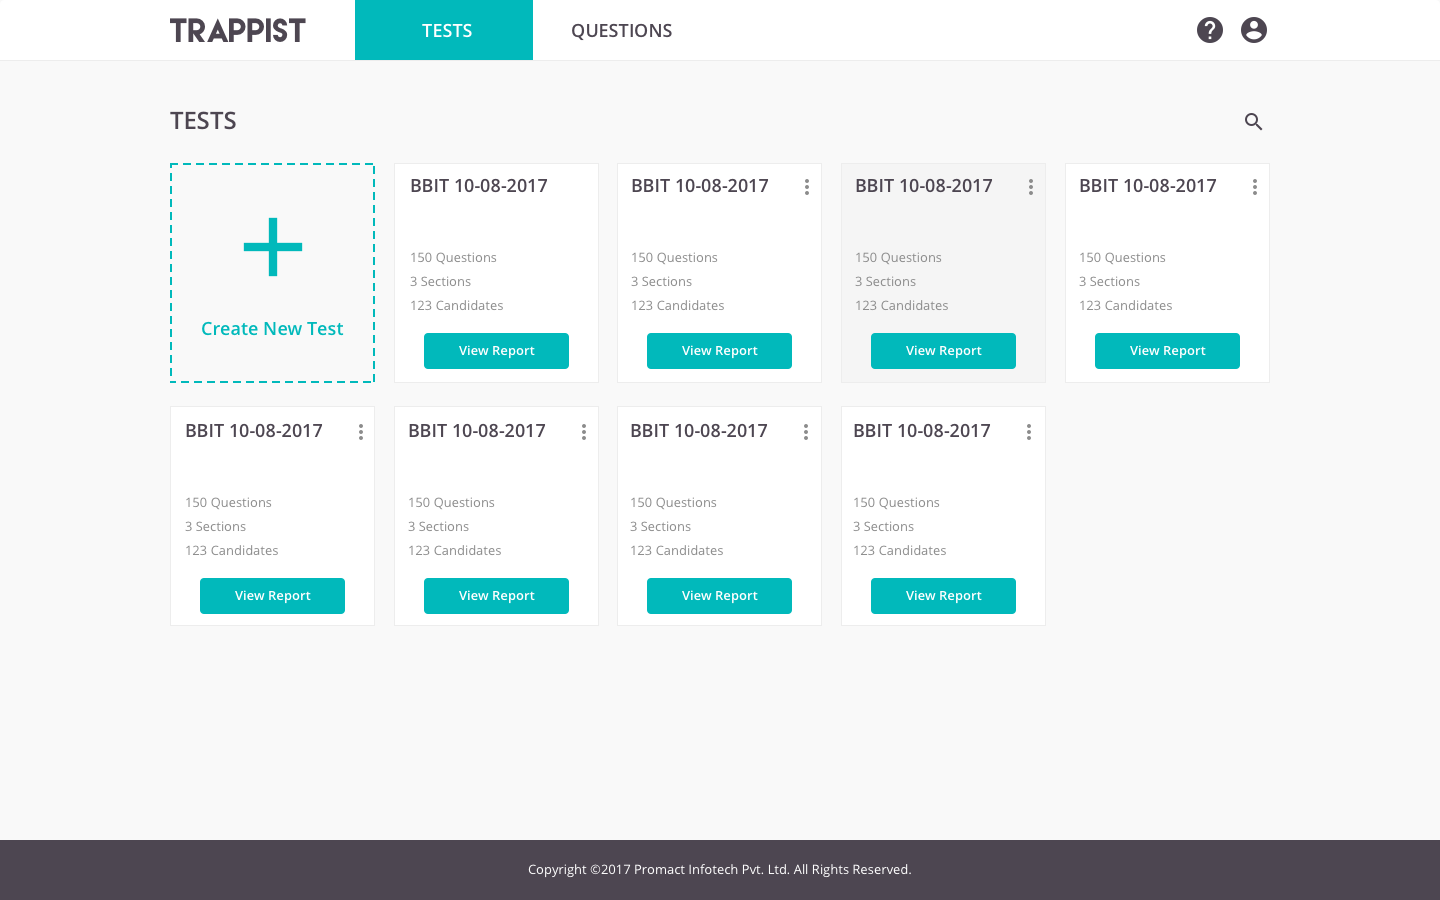 TRAPPIST
TESTS
QUESTIONS
TESTS
Create New Test
BBIT 10-08-2017
150 Questions
3 Sections
123 Candidates
View Report
BBIT 10-08-2017
150 Questions
3 Sections
123 Candidates
View Report
BBIT 10-08-2017
150 Questions
3 Sections
123 Candidates
View Report
BBIT 10-08-2017
150 Questions
3 Sections
123 Candidates
View Report
BBIT 10-08-2017
150 Questions
3 Sections
123 Candidates
View Report
BBIT 10-08-2017
150 Questions
3 Sections
123 Candidates
View Report
BBIT 10-08-2017
150 Questions
3 Sections
123 Candidates
View Report
BBIT 10-08-2017
150 Questions
3 Sections
123 Candidates
View Report
Copyright ©2017 Promact Infotech Pvt. Ltd. All Rights Reserved.